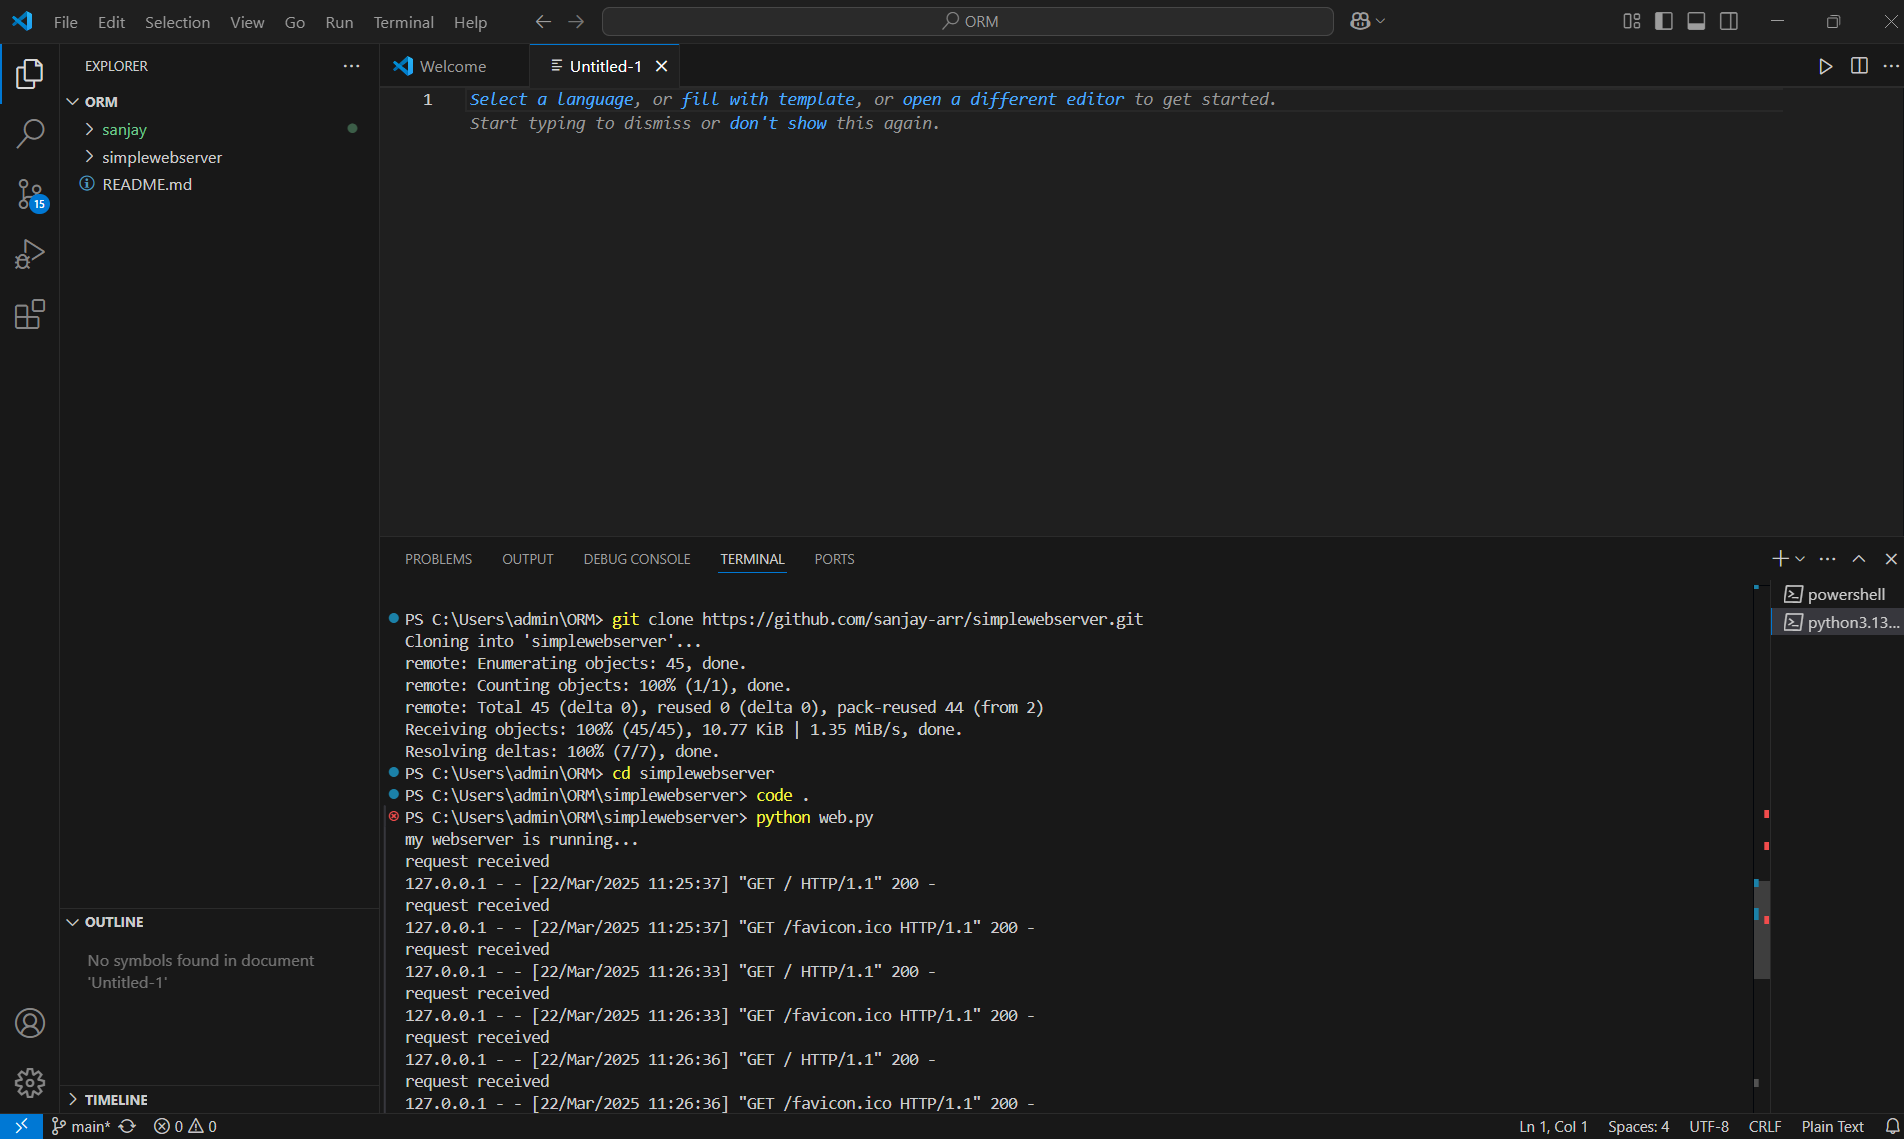 File Edit Selection View Go Run Terminal Help ORM
EXPLORER
ORM
sanjay
simplewebserver
README.md
15
OUTLINE
No symbols found in document
'Untitled-1'
TIMELINE
Welcome Untitled-1
1 Select a language, or fill with template, or open a different editor to get started.
Start typing to dismiss or don't show this again.
PROBLEMS OUTPUT DEBUG CONSOLE TERMINAL PORTS
powershell
python3.13...
PS C:\Users\admin\ORM> git clone https://github.com/sanjay-arr/simplewebserver.git
Cloning into 'simplewebserver'...
remote: Enumerating objects: 45, done.
remote: Counting objects: 100% (1/1), done.
remote: Total 45 (delta 0), reused 0 (delta 0), pack-reused 44 (from 2)
Receiving objects: 100% (45/45), 10.77 KiB | 1.35 MiB/s, done.
Resolving deltas: 100% (7/7), done.
PS C:\Users\admin\ORM> cd simplewebserver
PS C:\Users\admin\ORM\simplewebserver> code .
PS C:\Users\admin\ORM\simplewebserver> python web.py
my webserver is running...
request received
127.0.0.1 - - [22/Mar/2025 11:25:37] "GET / HTTP/1.1" 200 -
request received
127.0.0.1 - - [22/Mar/2025 11:25:37] "GET /favicon.ico HTTP/1.1" 200 -
request received
127.0.0.1 - - [22/Mar/2025 11:26:33] "GET / HTTP/1.1" 200 -
request received
127.0.0.1 - - [22/Mar/2025 11:26:33] "GET /favicon.ico HTTP/1.1" 200 -
request received
127.0.0.1 - - [22/Mar/2025 11:26:36] "GET / HTTP/1.1" 200 -
request received
127.0.0.1 - - [22/Mar/2025 11:26:36] "GET /favicon.ico HTTP/1.1" 200 -
main* 0 0 Ln 1, Col 1 Spaces: 4 UTF-8 CRLF Plain Text